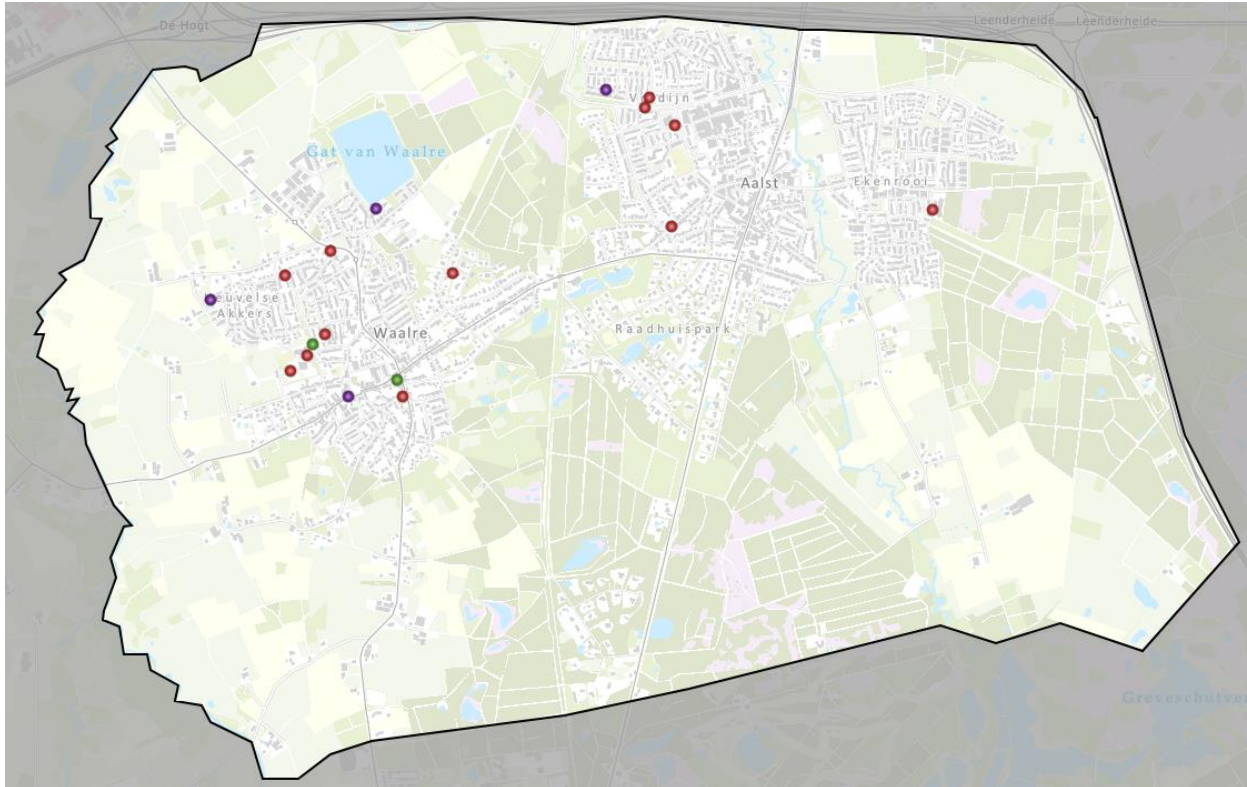 De Hogt
Leenderheide
Leenderheide
Gat van Waalre
Aalst
Ekenrooi
Akkers
Waalre
Raadhuispark